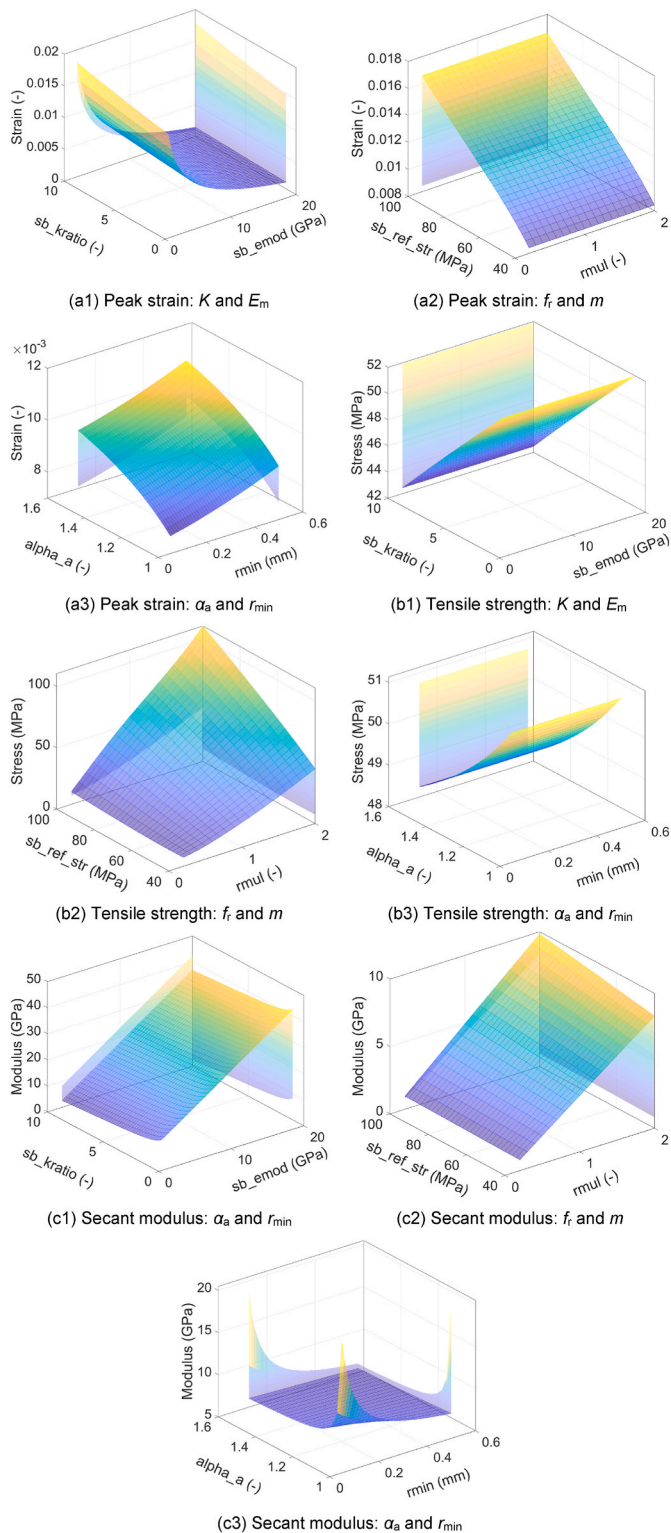 0.02
0.015
0.01
0.005
0
Strain (-)
10
5
0
sb_kratio (-)
0
10
20
sb_emod (GPa)
(a1) Peak strain: K and Em
0.018
0.016
0.014
0.012
0.01
0.008
Strain (-)
100
80
60
40
sb_ref_str (MPa)
0
1
2
rmul (-)
(a2) Peak strain: fr and m
×10-3
12
10
8
Strain (-)
1.6
1.4
1.2
1
alpha_a (-)
0
0.2
0.4
0.6
rmin (mm)
(a3) Peak strain: αa and rmin
52
50
48
46
44
42
Stress (MPa)
10
5
0
sb_kratio (-)
0
10
20
sb_emod (GPa)
(b1) Tensile strength: K and Em
100
50
0
Stress (MPa)
100
80
60
40
sb_ref_str (MPa)
0
1
2
rmul (-)
(b2) Tensile strength: fr and m
51
50
49
48
Stress (MPa)
1.6
1.4
1.2
1
alpha_a (-)
0
0.2
0.4
0.6
rmin (mm)
(b3) Tensile strength: αa and rmin
50
40
30
20
10
0
Modulus (GPa)
10
5
0
sb_kratio (-)
0
10
20
sb_emod (GPa)
(c1) Secant modulus: αa and rmin
10
5
0
Modulus (GPa)
100
80
60
40
sb_ref_str (MPa)
0
1
2
rmul (-)
(c2) Secant modulus: fr and m
20
15
10
5
Modulus (GPa)
1.6
1.4
1.2
1
alpha_a (-)
0
0.2
0.4
0.6
rmin (mm)
(c3) Secant modulus: αa and rmin